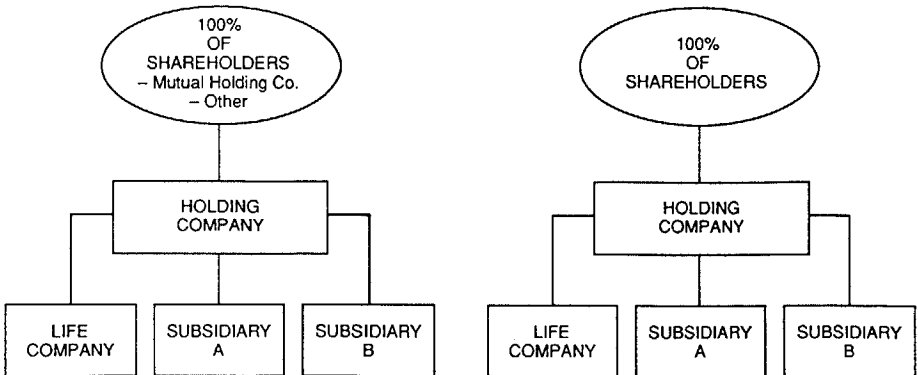 100%
OF
SHAREHOLDERS
– Mutual Holding Co.
– Other
HOLDING
COMPANY
LIFE
COMPANY
SUBSIDIARY
A
SUBSIDIARY
B
100%
OF
SHAREHOLDERS
HOLDING
COMPANY
LIFE
COMPANY
SUBSIDIARY
A
SUBSIDIARY
B